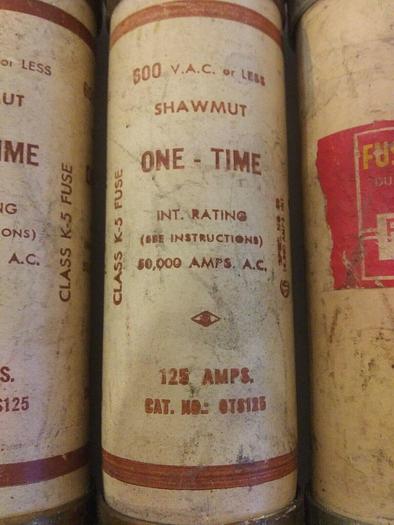 or LESS
UT
IME
NG
ONS)
A.C.
CLASS K-5 FUSE
S.
S125
600 V.A.C. or LESS
SHAWMUT
ONE - TIME
INT. RATING
(SEE INSTRUCTIONS)
50,000 AMPS. A.C.
CLASS K-5 FUSE
125 AMPS.
CAT. NO.: OTS125
FUS